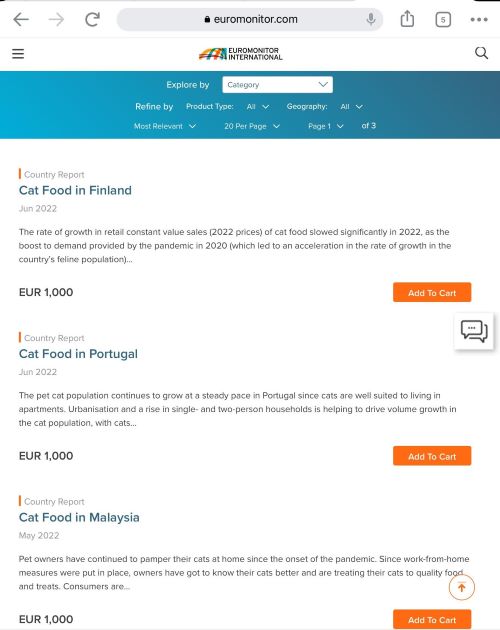 euromonitor.com
5
EUROMONITOR
INTERNATIONAL
Explore by Category
Refine by Product Type: All Geography: All
Most Relevant 20 Per Page Page 1 of 3
Country Report
Cat Food in Finland
Jun 2022
The rate of growth in retail constant value sales (2022 prices) of cat food slowed significantly in 2022, as the
boost to demand provided by the pandemic in 2020 (which led to an acceleration in the rate of growth in the
country's feline population)...
EUR 1,000 Add To Cart
Country Report
Cat Food in Portugal
Jun 2022
The pet cat population continues to grow at a steady pace in Portugal since cats are well suited to living in
apartments. Urbanisation and a rise in single- and two-person households is helping to drive volume growth in
the cat population, with cats...
EUR 1,000 Add To Cart
Country Report
Cat Food in Malaysia
May 2022
Pet owners have continued to pamper their cats at home since the onset of the pandemic. Since work-from-home
measures were put in place, owners have got to know their cats better and are treating their cats to quality food
and treats. Consumers are...
EUR 1,000 Add To Cart